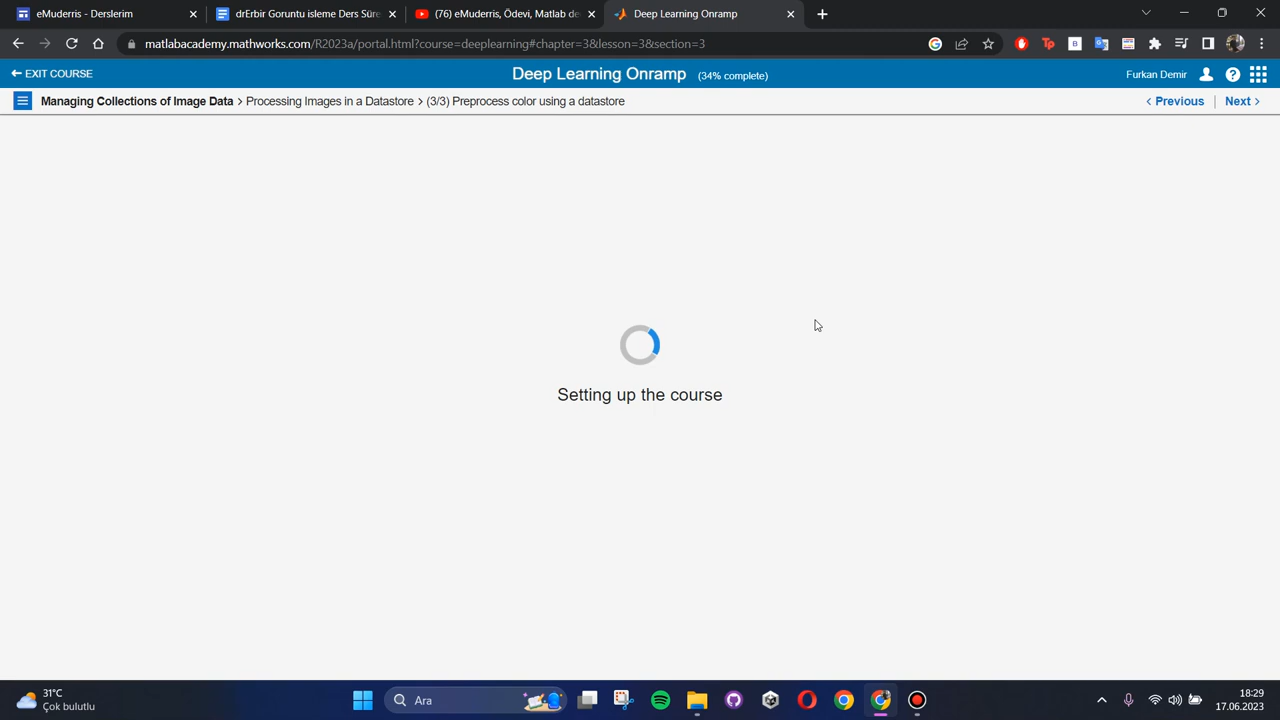 eMuderris - Derslerim
drErbir Goruntu isleme Ders Süre
(76) eMuderris, Ödevi, Matlab de
Deep Learning Onramp
matlabacademy.mathworks.com/R2023a/portal.html?course=deeplearning#chapter=3&lesson=3&section=3
EXIT COURSE
Deep Learning Onramp (34% complete)
Furkan Demir
Managing Collections of Image Data > Processing Images in a Datastore > (3/3) Preprocess color using a datastore
Previous | Next
Setting up the course
31°C
Çok bulutlu
Ara
18:29
17.06.2023